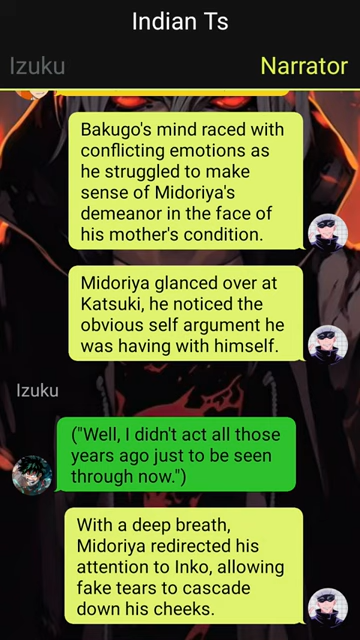 Indian Ts
Izuku Narrator
Bakugo's mind raced with
conflicting emotions as
he struggled to make
sense of Midoriya's
demeanor in the face of
his mother's condition.
Midoriya glanced over at
Katsuki, he noticed the
obvious self argument he
was having with himself.
Izuku
("Well, I didn't act all those
years ago just to be seen
through now.")
With a deep breath,
Midoriya redirected his
attention to Inko, allowing
fake tears to cascade
down his cheeks.